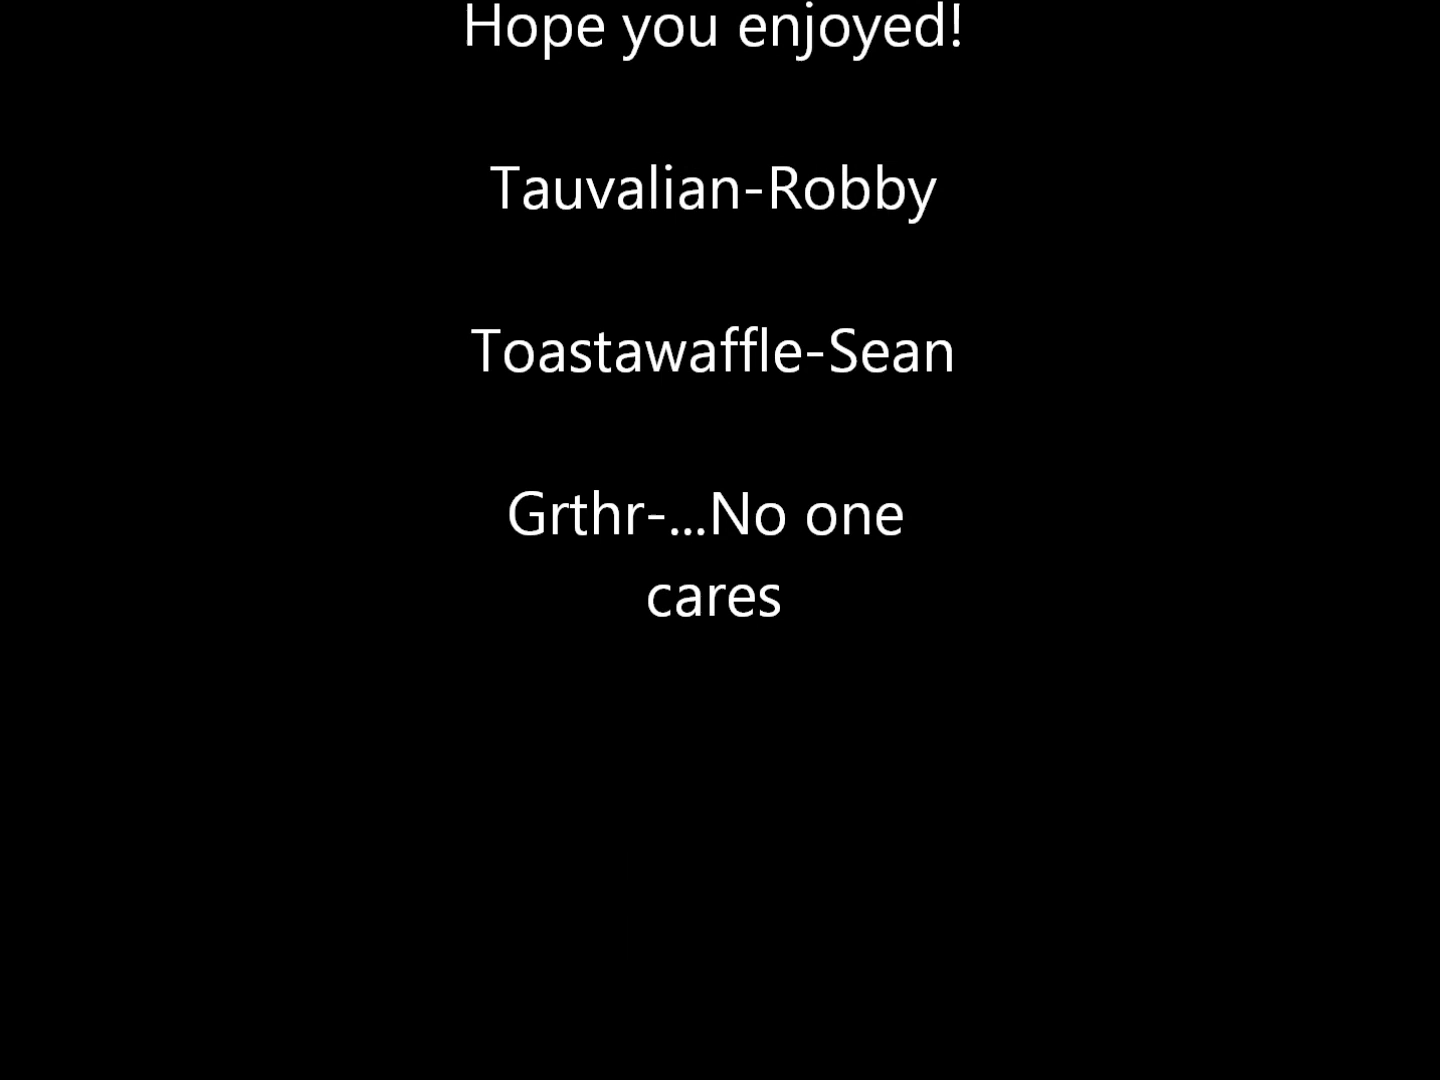 Hope you enjoyed!
Tauvalian-Robby
Toastawaffle-Sean
Grthr-...No one
cares